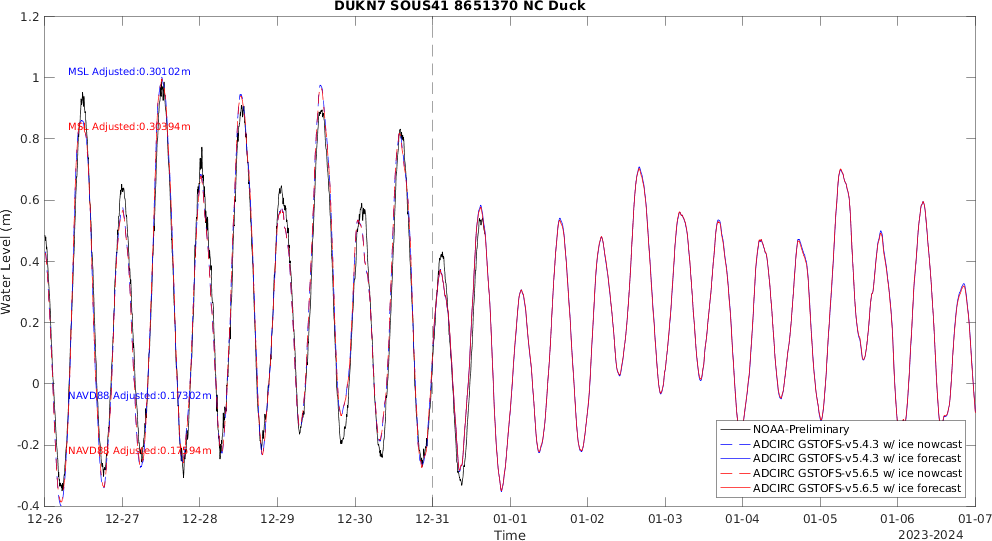 DUKN7 SOUS41 8651370 NC Duck
1.2
1
0.8
0.6
0.4
0.2
0
-0.2
-0.4
Water Level (m)
MSL Adjusted:0.30102m
MSL Adjusted:0.30394m
NAVD88 Adjusted:0.17302m
NAVD88 Adjusted:0.17594m
NOAA-Preliminary
ADCIRC GSTOFS-v5.4.3 w/ ice nowcast
ADCIRC GSTOFS-v5.4.3 w/ ice forecast
ADCIRC GSTOFS-v5.6.5 w/ ice nowcast
ADCIRC GSTOFS-v5.6.5 w/ ice forecast
12-26 12-27 12-28 12-29 12-30 12-31 01-01 01-02 01-03 01-04 01-05 01-06 01-07
Time
2023-2024